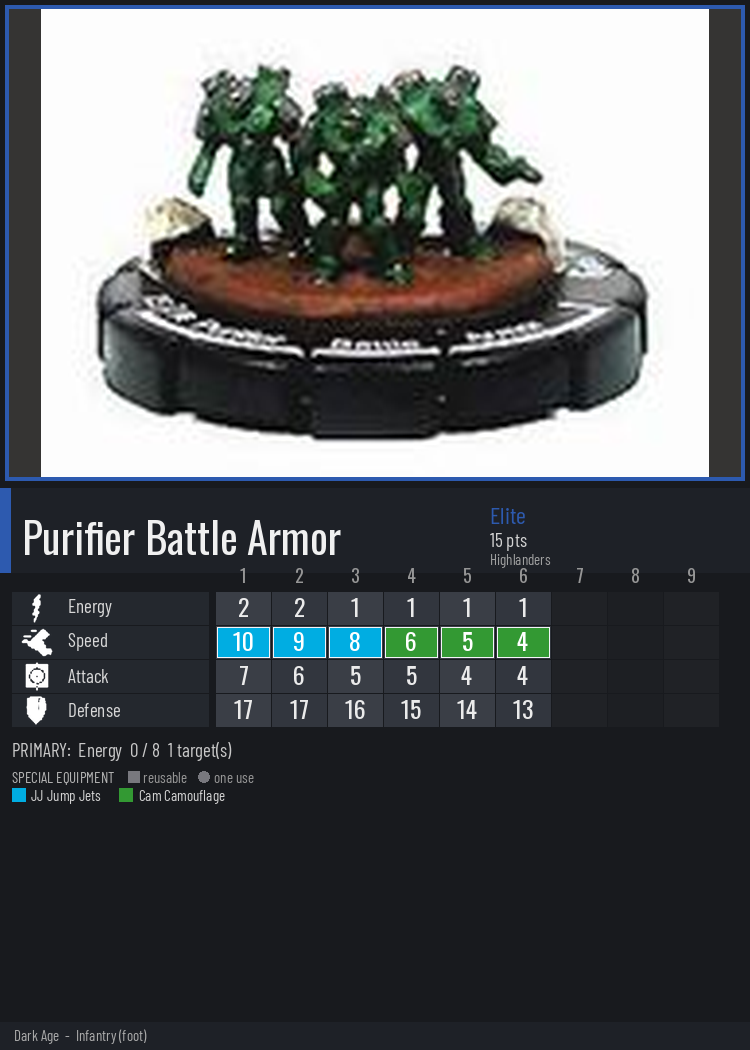 Purifier Battle Armor
Elite
15 pts
Highlanders
1 2 3 4 5 6 7 8 9
Energy 2 2 1 1 1 1
Speed 10 9 8 6 5 4
Attack 7 6 5 5 4 4
Defense 17 17 16 15 14 13
PRIMARY: Energy 0 / 8 1 target(s)
SPECIAL EQUIPMENT reusable one use
JJ Jump Jets Cam Camouflage
Dark Age - Infantry (foot)